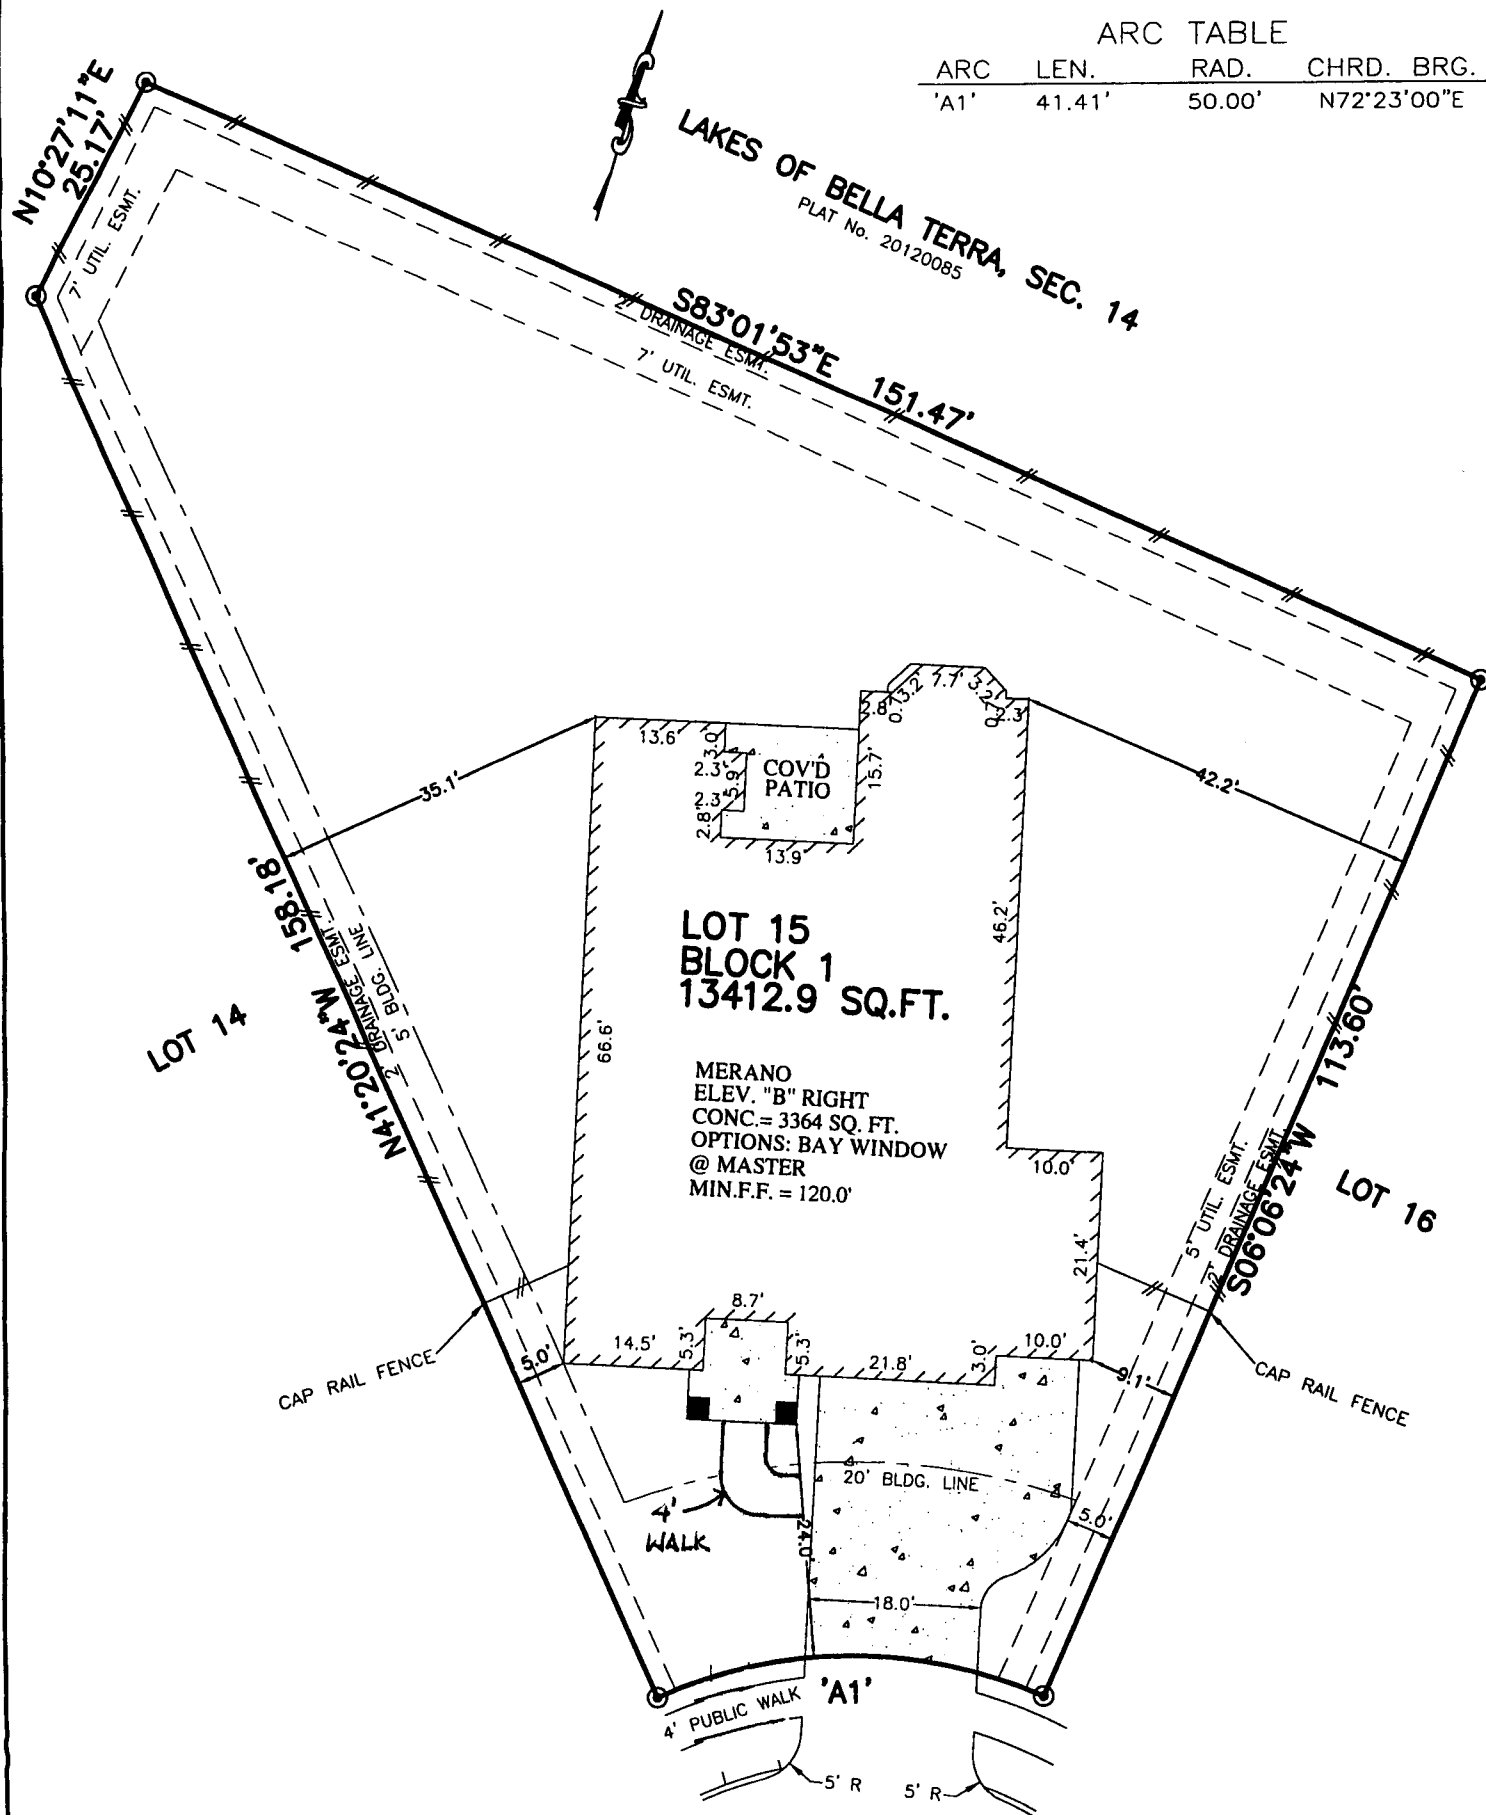 ARC TABLE
ARC LEN. RAD. CHRD. BRG.
'A1' 41.41' 50.00' N72°23'00"E
N10°27'11"E
25.17'
7' UTIL. ESMT.
LAKES OF BELLA TERRA, SEC. 14
PLAT No. 20120085
S83°01'53"E 151.47'
2' DRAINAGE ESMT.
7' UTIL. ESMT.
2.8'
0.7'
3.2'
7.7'
3.2'
0.7'
2.3'
13.6'
3.0'
2.3'
5.9'
2.3'
2.8'
COV'D
PATIO
15.7'
13.9'
35.1'
42.2'
158.18'
N41°20'24"W
2' DRAINAGE ESMT.
5' BLDG. LINE
LOT 14
66.6'
46.2'
LOT 15
BLOCK 1
13412.9 SQ.FT.
MERANO
ELEV. "B" RIGHT
CONC.= 3364 SQ. FT.
OPTIONS: BAY WINDOW
@ MASTER
MIN.F.F. = 120.0'
10.0'
21.4'
113.60'
S06°06'24"W
5' UTIL. ESMT.
2' DRAINAGE ESMT.
LOT 16
8.7'
14.5'
5.3'
5.3'
21.8'
3.0'
10.0'
5.0'
9.1'
CAP RAIL FENCE
CAP RAIL FENCE
20' BLDG. LINE
4'
WALK
24.0'
5.0'
18.0'
'A1'
4' PUBLIC WALK
5' R
5' R